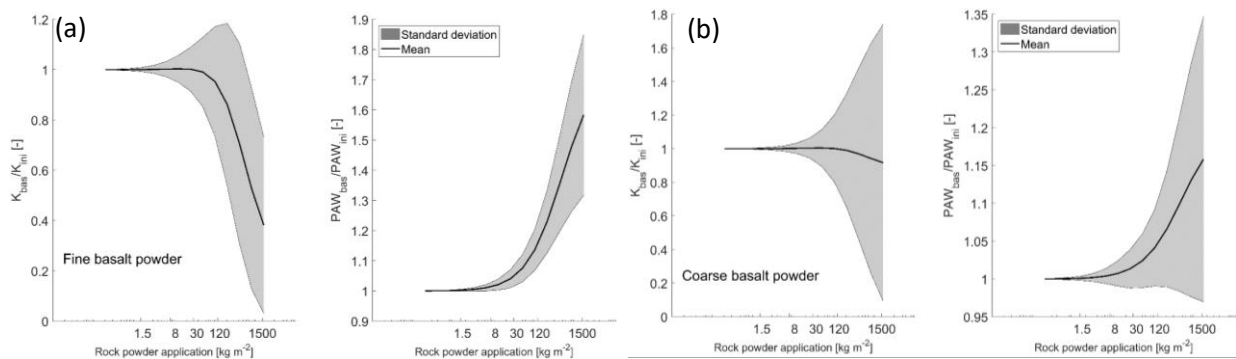 (a)
1.2
1
0.8
0.6
0.4
0.2
0
K_bas/K_ini [-]
Fine basalt powder
1.5 8 30 120 1500
Rock powder application [kg m⁻²]
1.9
1.8
1.7
1.6
1.5
1.4
1.3
1.2
1.1
1
0.9
PAW_bas/PAW_ini [-]
Standard deviation
Mean
1.5 8 30 120 1500
Rock powder application [kg m⁻²]
(b)
1.8
1.6
1.4
1.2
1
0.8
0.6
0.4
0.2
0
K_bas/K_ini [-]
Coarse basalt powder
1.5 8 30 120 1500
Rock powder application [kg m⁻²]
1.35
1.3
1.25
1.2
1.15
1.1
1.05
1
0.95
PAW_bas/PAW_ini [-]
Standard deviation
Mean
1.5 8 30 120 1500
Rock powder application [kg m⁻²]